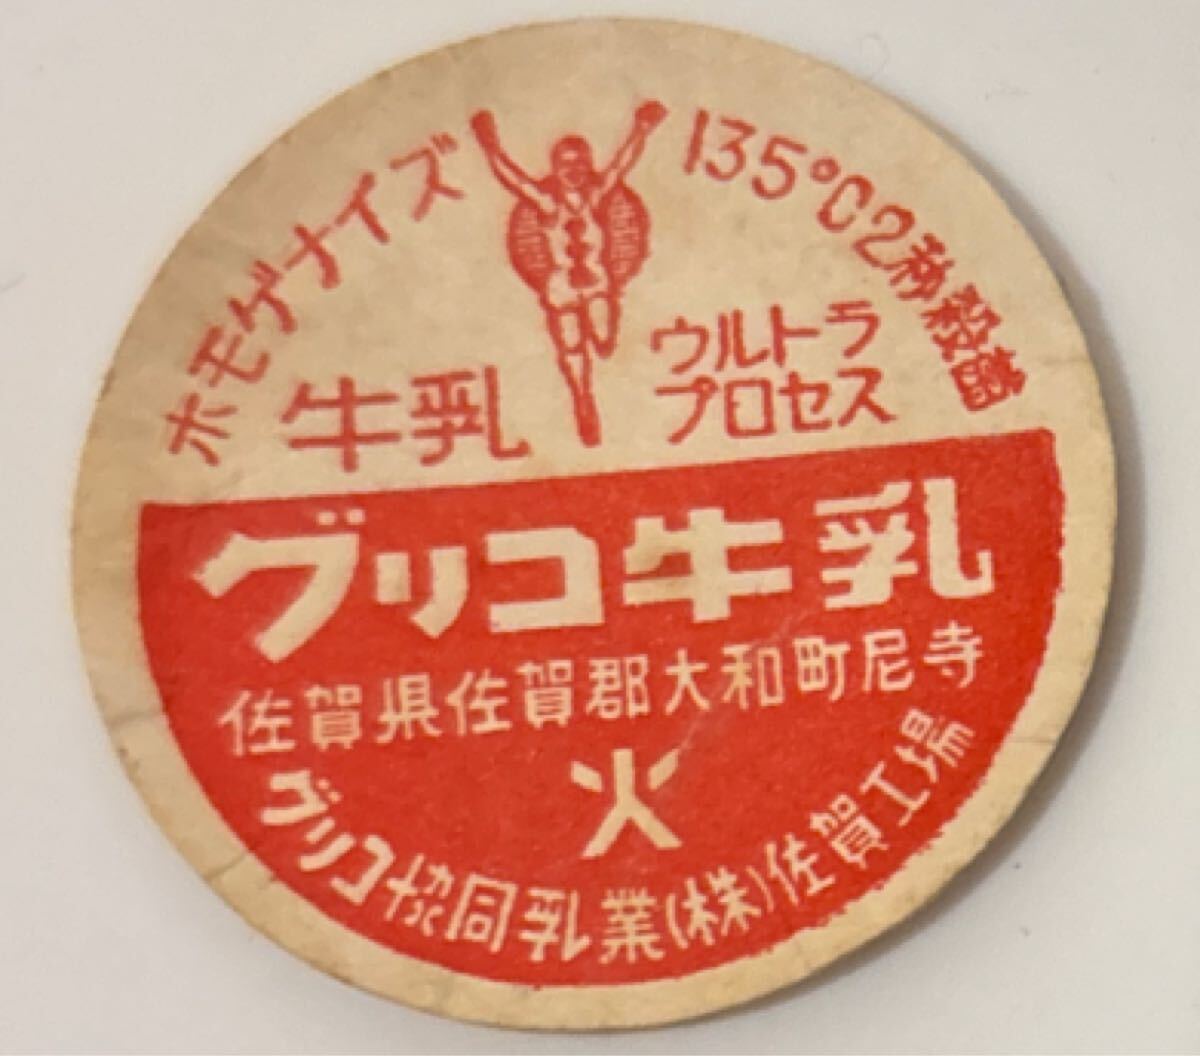 ホモゲナイズ
135°C2秒殺菌
牛乳
ウルトラ
プロセス
グリコ牛乳
佐賀県佐賀郡大和町尼寺
火
グリコ協同乳業(株)佐賀工場